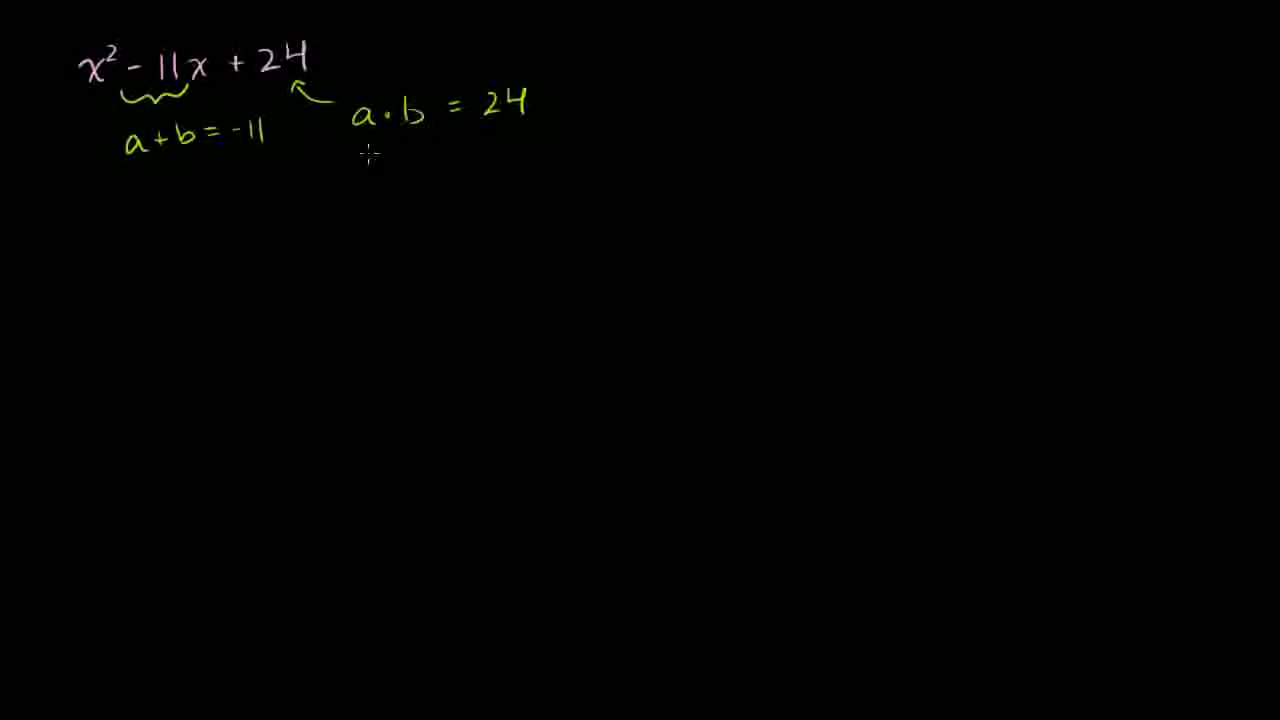 x² - 11x + 24
a + b = -11
a · b = 24